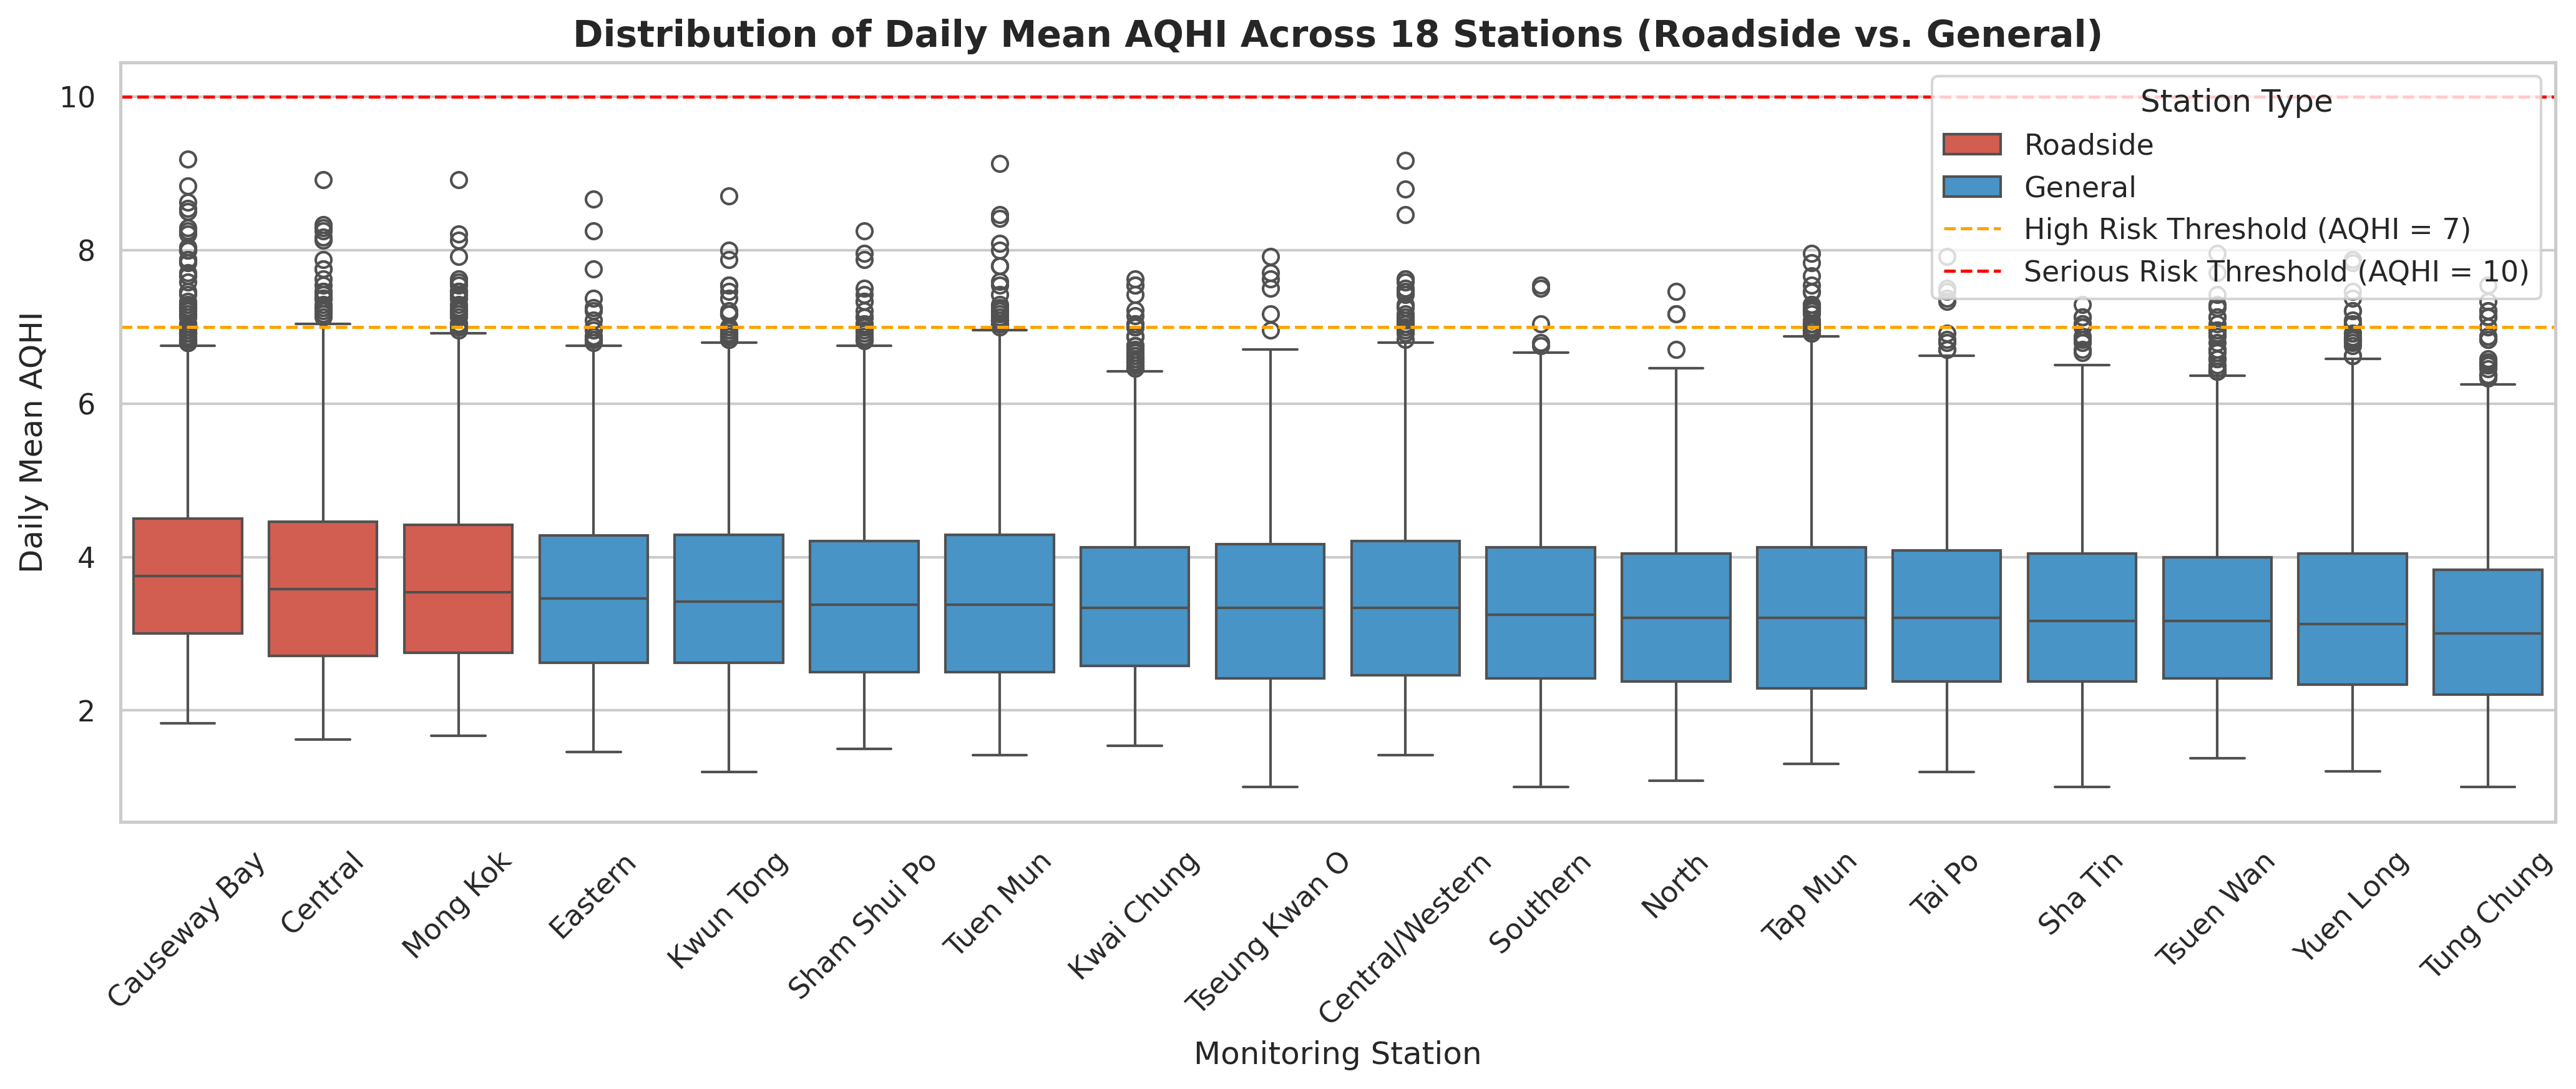 Distribution of Daily Mean AQHI Across 18 Stations (Roadside vs. General)
Daily Mean AQHI
10
8
6
4
2
Station Type
Roadside
General
High Risk Threshold (AQHI = 7)
Serious Risk Threshold (AQHI = 10)
Causeway Bay
Central
Mong Kok
Eastern
Kwun Tong
Sham Shui Po
Tuen Mun
Kwai Chung
Tseung Kwan O
Central/Western
Southern
North
Tap Mun
Tai Po
Sha Tin
Tsuen Wan
Yuen Long
Tung Chung
Monitoring Station